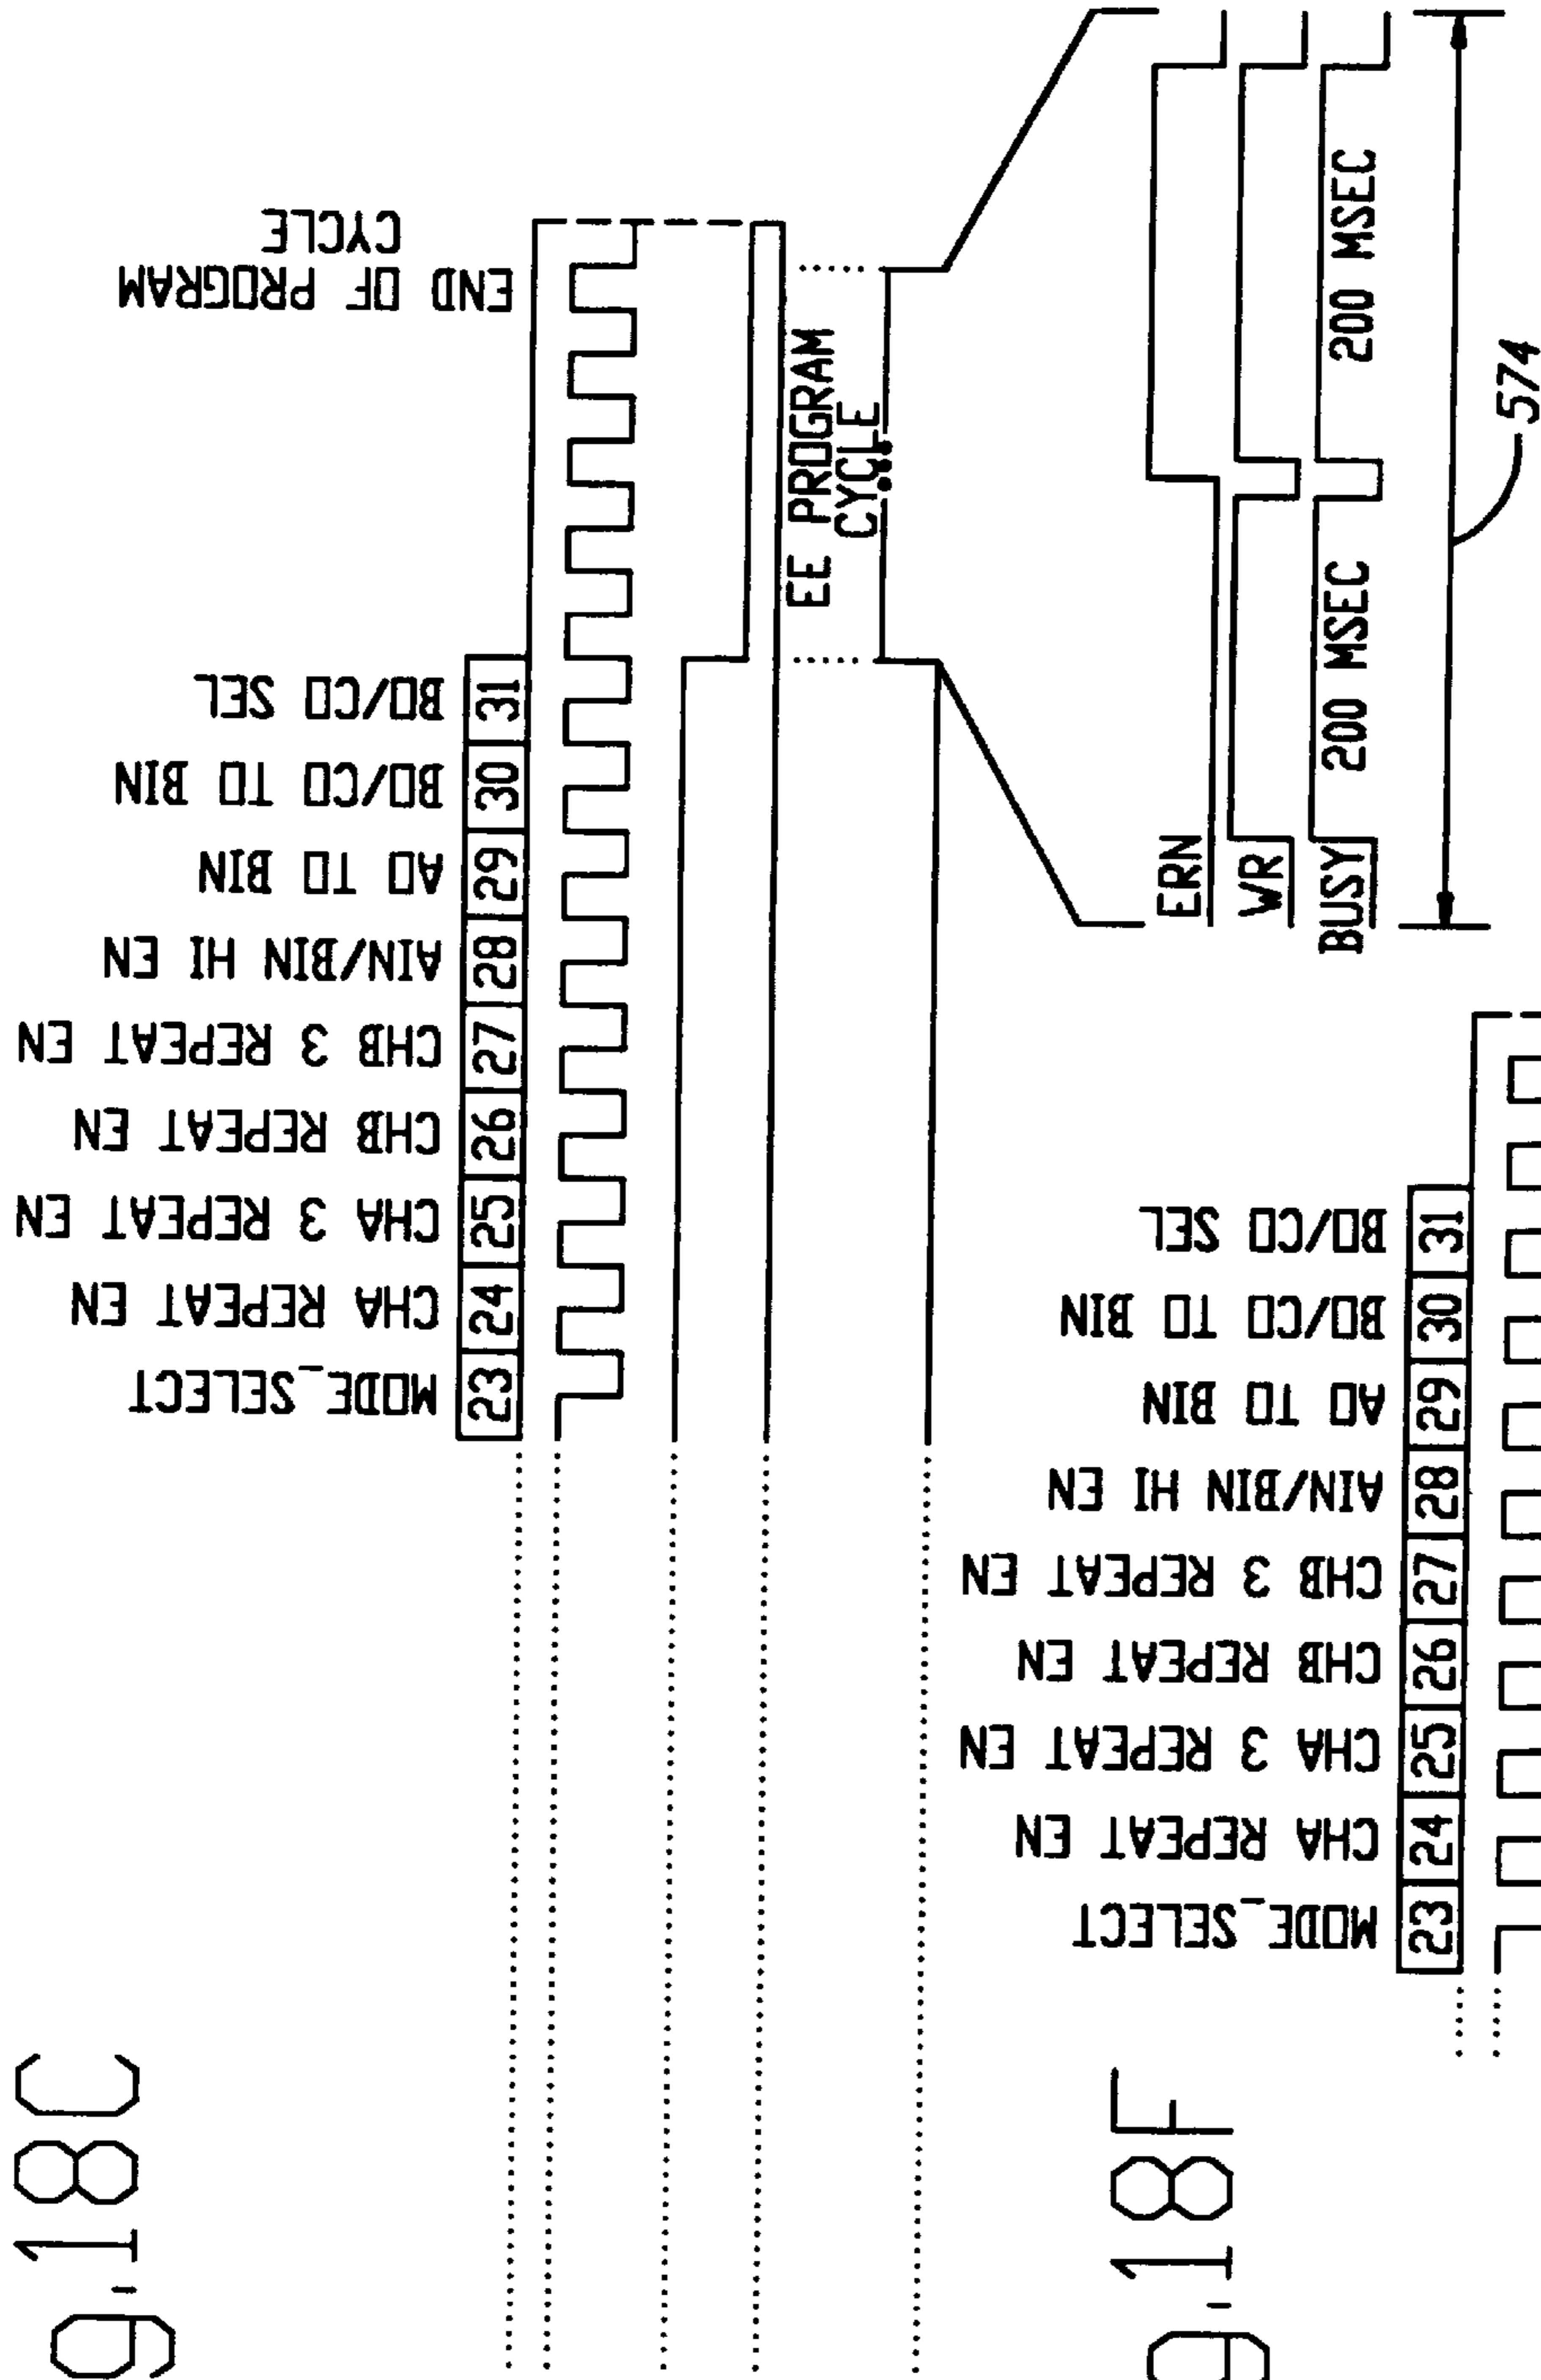 g.18C
MODE_SELECT
CHA REPEAT EN
CHA 3 REPEAT EN
CHB REPEAT EN
CHB 3 REPEAT EN
AIN/BIN HI EN
AO TO BIN
BO/CO TO BIN
BO/CO SEL
END OF PROGRAM
CYCLE
23 24 25 26 27 28 29 30 31
EE PROGRAM
CYCLE
ERN
WR
BUSY
200 MSEC 200 MSEC
574
g.18F
MODE_SELECT
CHA REPEAT EN
CHA 3 REPEAT EN
CHB REPEAT EN
CHB 3 REPEAT EN
AIN/BIN HI EN
AO TO BIN
BO/CO TO BIN
BO/CO SEL
23 24 25 26 27 28 29 30 31